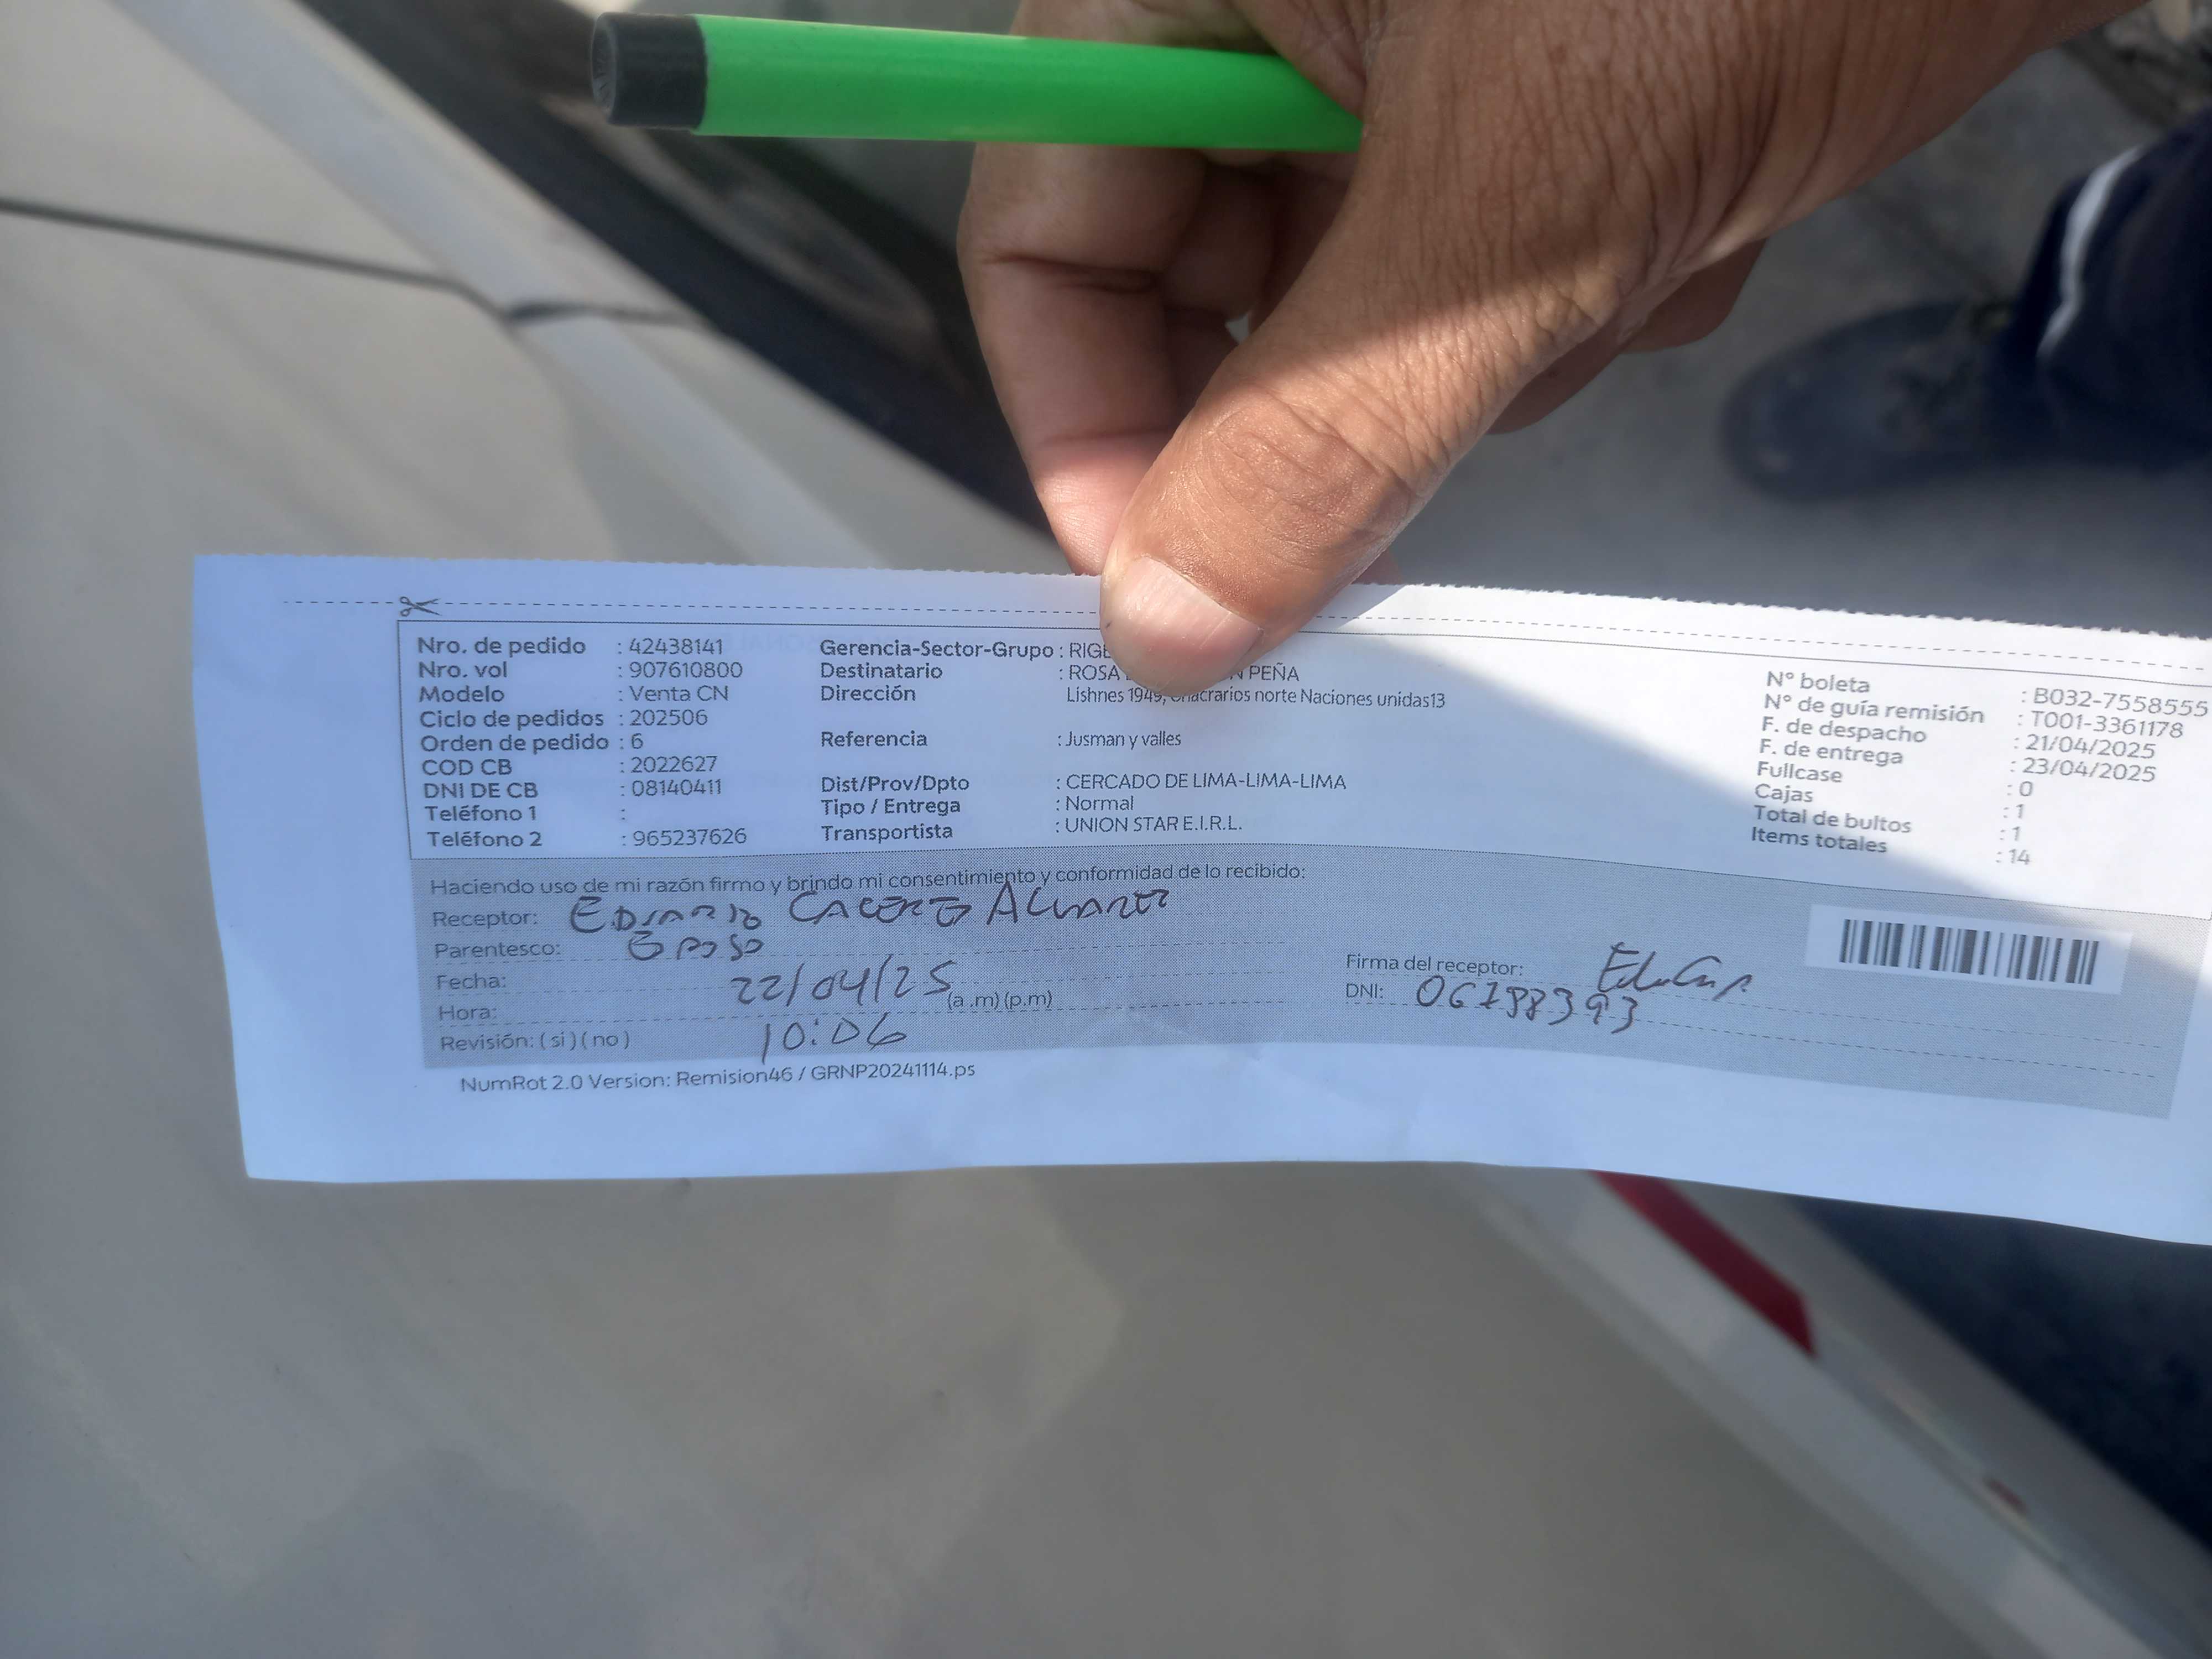 Nro. de pedido : 42438141
Nro. vol : 907610800
Modelo : Venta CN
Ciclo de pedidos : 202506
Orden de pedido : 6
COD CB : 2022627
DNI DE CB : 08140411
Teléfono 1 :
Teléfono 2 : 965237626
Gerencia-Sector-Grupo :
Destinatario : ROSA PEÑA
Dirección Lishnes 1949, norte Naciones unidas13
Referencia : Jusman y valles
Dist/Prov/Dpto : CERCADO DE LIMA-LIMA-LIMA
Tipo / Entrega : Normal
Transportista : UNION STAR E.I.R.L.
N° boleta : B032-7558555
N° de guía remisión : T001-3361178
F. de despacho : 21/04/2025
F. de entrega : 23/04/2025
Fullcase : 0
Cajas : 1
Total de bultos : 1
Items totales : 14
Haciendo uso de mi razón firmo y brindo mi consentimiento y conformidad de lo recibido:
Receptor:
Parentesco:
Fecha: 22/04/25
Hora: (a .m) (p.m)
10:06
Revisión: ( si ) ( no )
Firma del receptor:
DNI:
NumRot 2.0 Version: Remision46 / GRNP20241114.ps